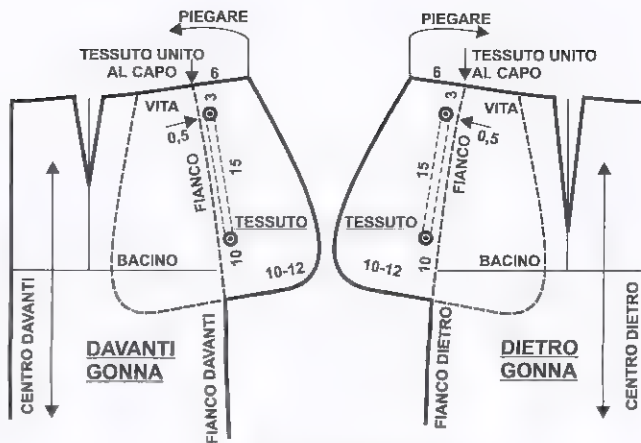 PIEGARE
TESSUTO UNITO
AL CAPO
6
VITA
3
0,5
FIANCO
15
TESSUTO
BACINO
10
10-12
CENTRO DAVANTI
DAVANTI
GONNA
FIANCO DAVANTI
PIEGARE
TESSUTO UNITO
AL CAPO
6
3
VITA
0,5
15
FIANCO
TESSUTO
10
BACINO
10-12
FIANCO DIETRO
DIETRO
GONNA
CENTRO DIETRO